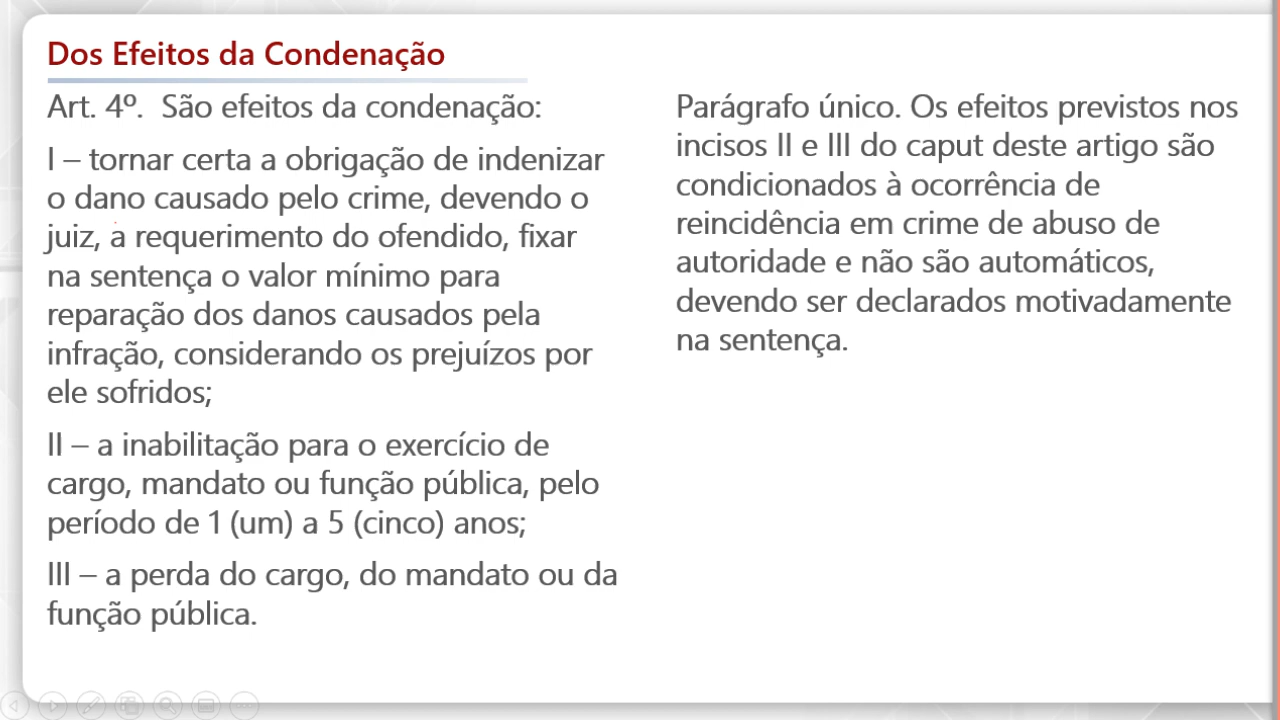 Dos Efeitos da Condenação
Art. 4º. São efeitos da condenação:
I – tornar certa a obrigação de indenizar
o dano causado pelo crime, devendo o
juiz, a requerimento do ofendido, fixar
na sentença o valor mínimo para
reparação dos danos causados pela
infração, considerando os prejuízos por
ele sofridos;
II – a inabilitação para o exercício de
cargo, mandato ou função pública, pelo
período de 1 (um) a 5 (cinco) anos;
III – a perda do cargo, do mandato ou da
função pública.
Parágrafo único. Os efeitos previstos nos
incisos II e III do caput deste artigo são
condicionados à ocorrência de
reincidência em crime de abuso de
autoridade e não são automáticos,
devendo ser declarados motivadamente
na sentença.